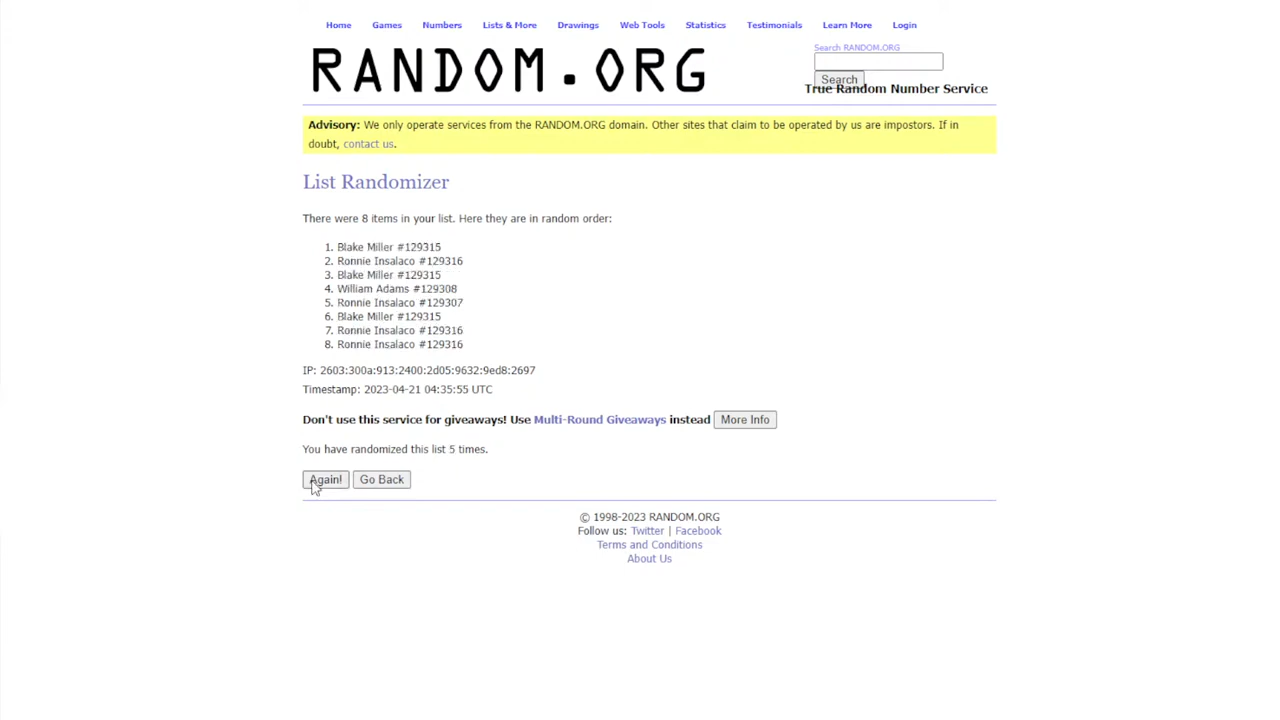 Home Games Numbers Lists & More Drawings Web Tools Statistics Testimonials Learn More Login
RANDOM.ORG
Search RANDOM.ORG
Search
True Random Number Service
Advisory: We only operate services from the RANDOM.ORG domain. Other sites that claim to be operated by us are impostors. If in
doubt, contact us.
List Randomizer
There were 8 items in your list. Here they are in random order:
1. Blake Miller #129315
2. Ronnie Insalaco #129316
3. Blake Miller #129315
4. William Adams #129308
5. Ronnie Insalaco #129307
6. Blake Miller #129315
7. Ronnie Insalaco #129316
8. Ronnie Insalaco #129316
IP: 2603:300a:913:2400:2d05:9632:9ed8:2697
Timestamp: 2023-04-21 04:35:55 UTC
Don't use this service for giveaways! Use Multi-Round Giveaways instead More Info
You have randomized this list 5 times.
Again! Go Back
© 1998-2023 RANDOM.ORG
Follow us: Twitter | Facebook
Terms and Conditions
About Us